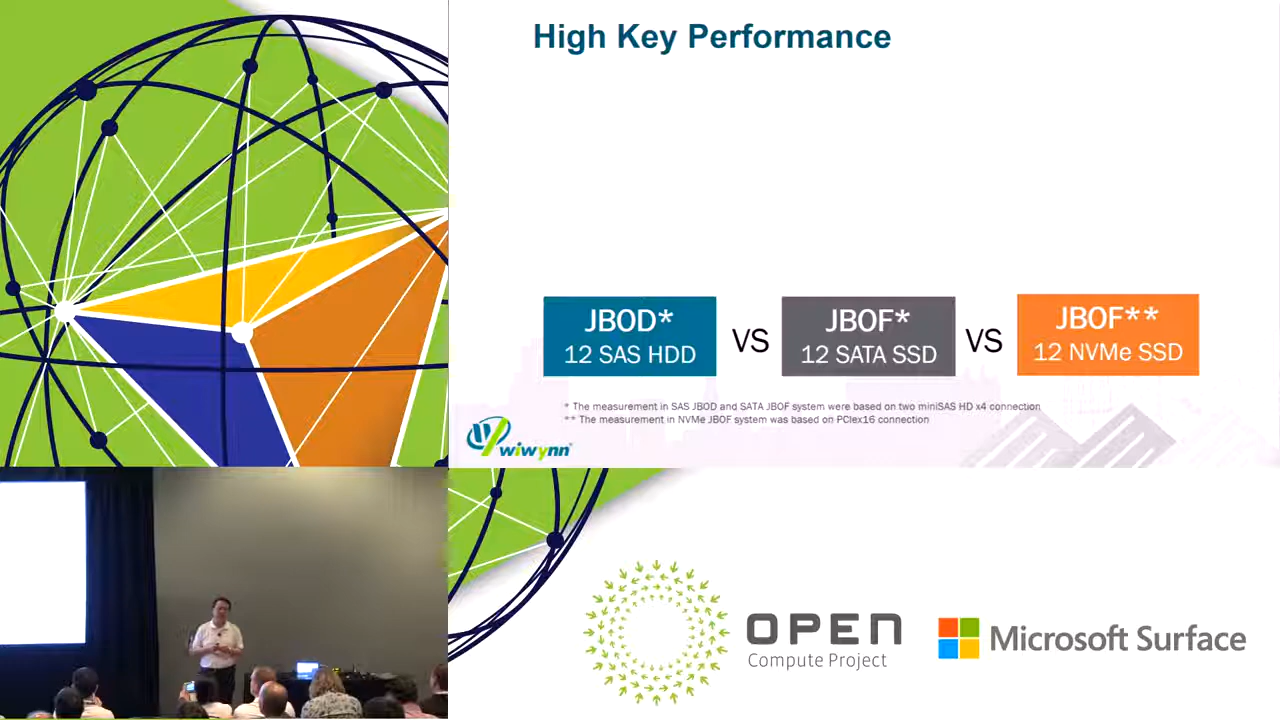 High Key Performance
JBOD*
12 SAS HDD
VS
JBOF*
12 SATA SSD
VS
JBOF**
12 NVMe SSD
* The measurement in SAS JBOD and SATA JBOF system were based on two miniSAS HD x4 connection
** The measurement in NVMe JBOF system was based on PCIex16 connection
wiwynn
OPEN
Compute Project
Microsoft Surface